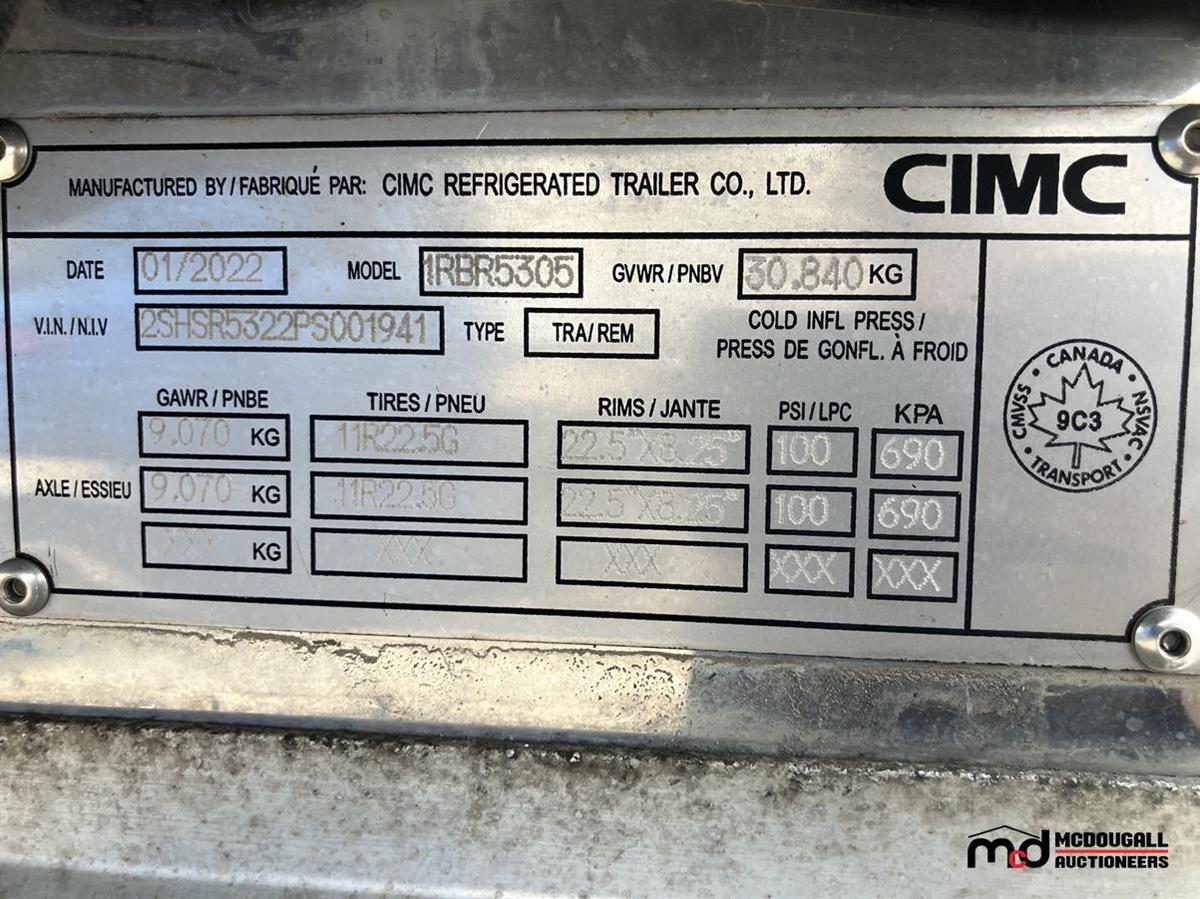 MANUFACTURED BY / FABRIQUÉ PAR: CIMC REFRIGERATED TRAILER CO., LTD. CIMC
DATE 01/2022 MODEL 1RBR5305 GVWR / PNBV 30.840 KG
V.I.N. / N.I.V 2SHSR5322PS001941 TYPE TRA/REM COLD INFL PRESS /
PRESS DE GONFL. À FROID
GAWR / PNBE TIRES / PNEU RIMS / JANTE PSI / LPC KPA
9.070 KG 11R22.5G 22.5"X8.25" 100 690
AXLE / ESSIEU 9.070 KG 11R22.5G 22.5"X8.25" 100 690
XXX KG XXX XXX XXX XXX
CANADA
CMVSS 9C3 NSVAC
TRANSPORT
mcd MCDOUGALL
AUCTIONEERS